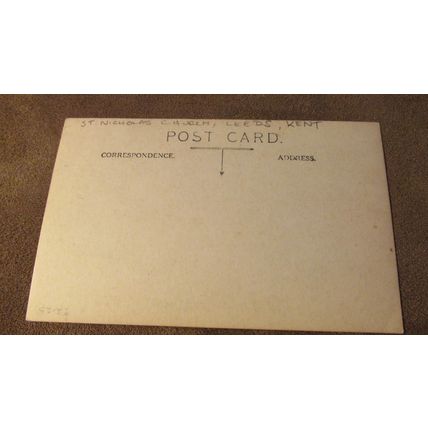 ST NICHOLAS CHURCH, LEEDS, KENT
POST CARD.
CORRESPONDENCE. ADDRESS.